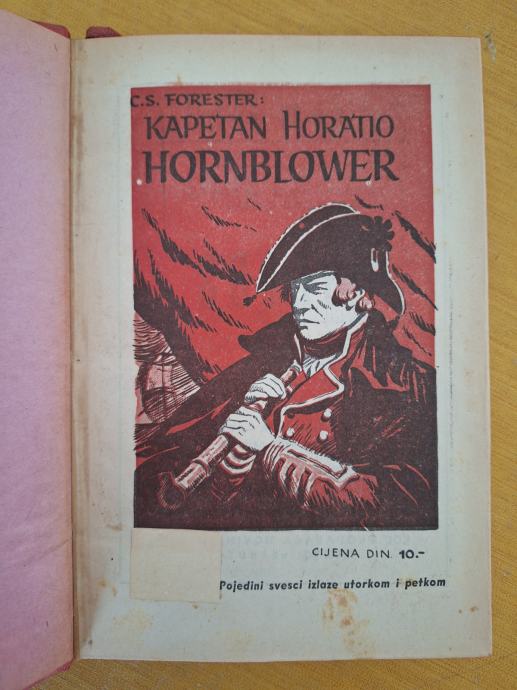 C.S. FORESTER:
KAPETAN HORATIO
HORNBLOWER
CIJENA DIN. 10.-
Pojedini svesci izlaze utorkom i petkom